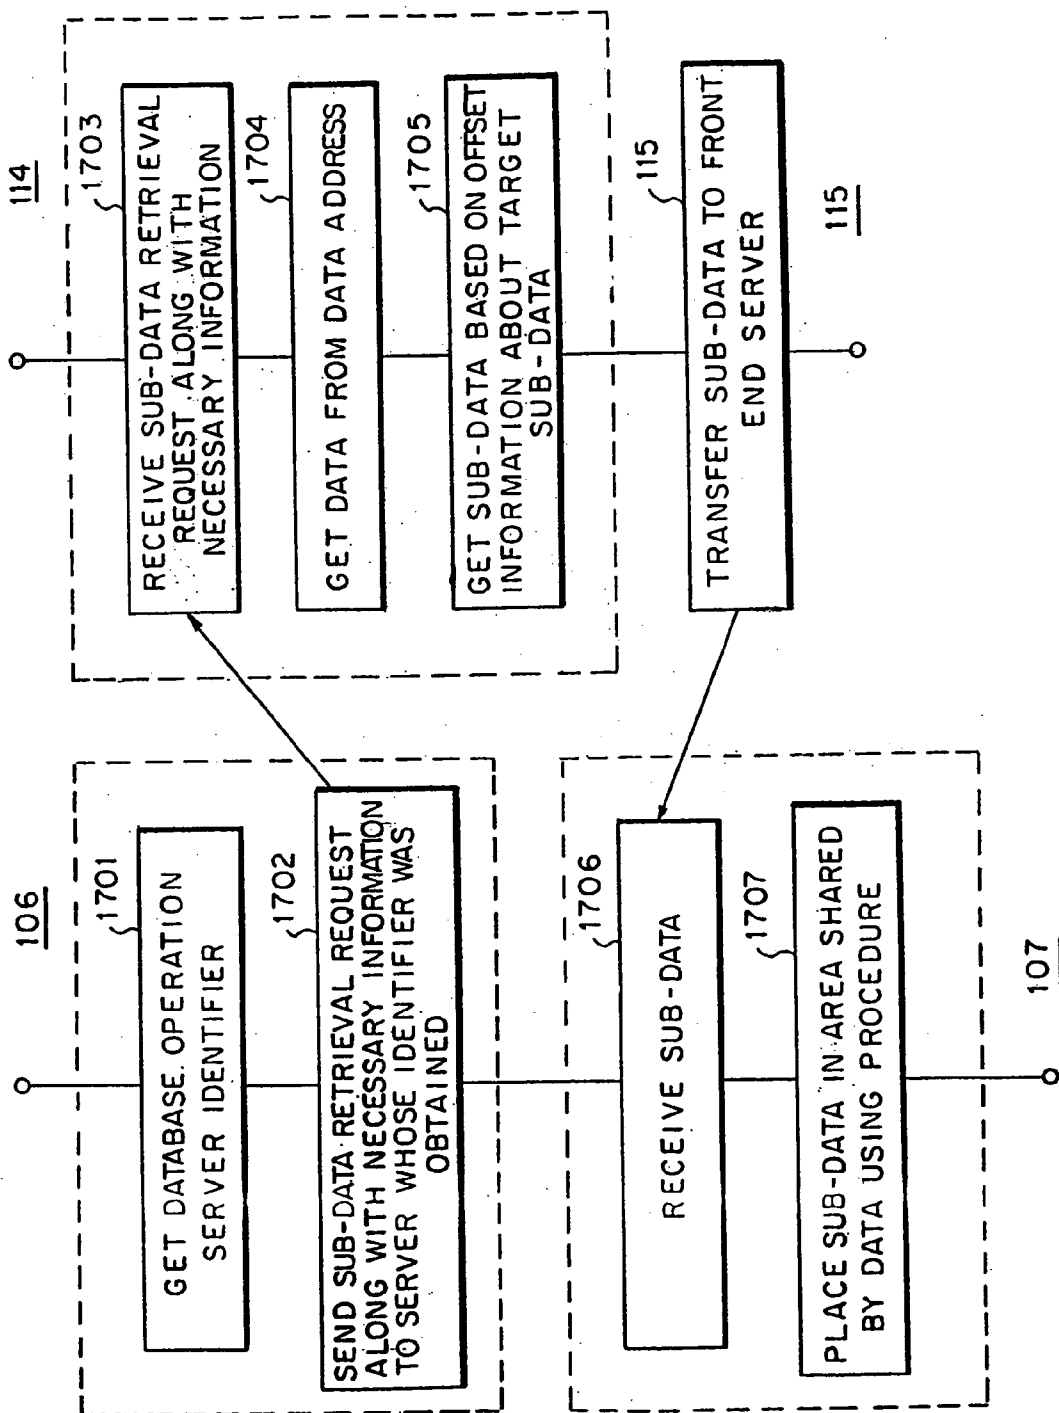 106
1701
GET DATABASE OPERATION
SERVER IDENTIFIER
1702
SEND SUB-DATA RETRIEVAL REQUEST
ALONG WITH NECESSARY INFORMATION
TO SERVER WHOSE IDENTIFIER WAS
OBTAINED
1706
RECEIVE SUB-DATA
1707
PLACE SUB-DATA IN AREA SHARED
BY DATA USING PROCEDURE
107
114
1703
RECEIVE SUB-DATA RETRIEVAL
REQUEST ALONG WITH
NECESSARY INFORMATION
1704
GET DATA FROM DATA ADDRESS
1705
GET SUB-DATA BASED ON OFFSET
INFORMATION ABOUT TARGET
SUB-DATA
115
TRANSFER SUB-DATA TO FRONT
END SERVER
115